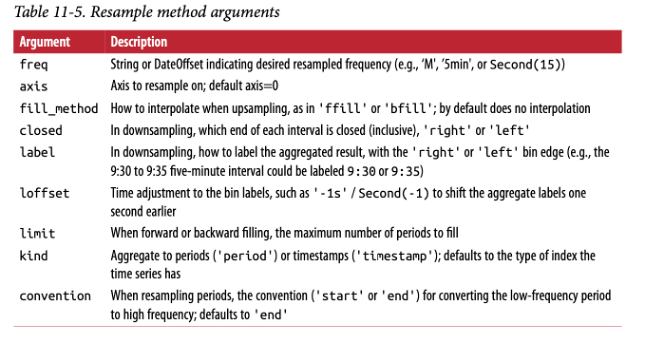 Table 11-5. Resample method arguments
Argument Description
freq String or DateOffset indicating desired resampled frequency (e.g., ‘M', ’5min', or Second(15))
axis Axis to resample on; default axis=0
fill_method How to interpolate when upsampling, as in 'ffill' or 'bfill'; by default does no interpolation
closed In downsampling, which end of each interval is closed (inclusive), 'right' or 'left'
label In downsampling, how to label the aggregated result, with the 'right' or 'left' bin edge (e.g., the
9:30 to 9:35 five-minute interval could be labeled 9:30 or 9:35)
loffset Time adjustment to the bin labels, such as '-1s' / Second(-1) to shift the aggregate labels one
second earlier
limit When forward or backward filling, the maximum number of periods to fill
kind Aggregate to periods ('period') or timestamps ('timestamp'); defaults to the type of index the
time series has
convention When resampling periods, the convention ('start' or 'end') for converting the low-frequency period
to high frequency; defaults to 'end'